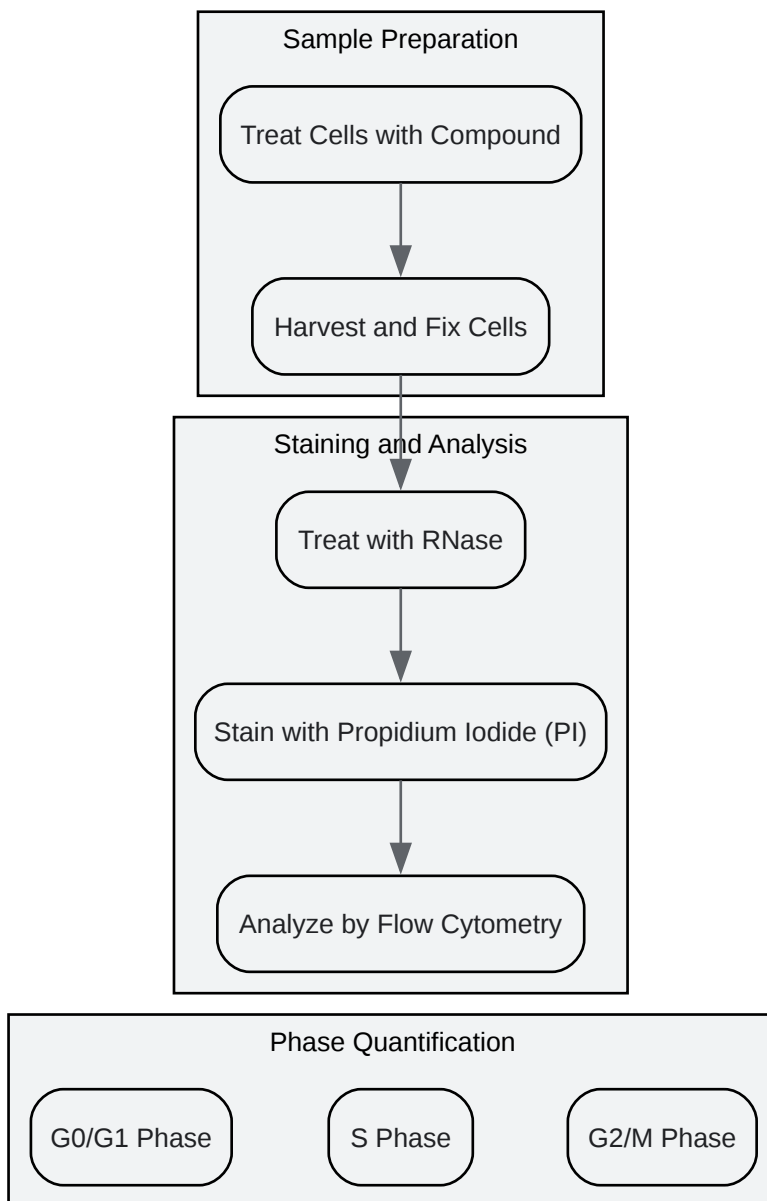 Sample Preparation
Treat Cells with Compound
Harvest and Fix Cells
Staining and Analysis
Treat with RNase
Stain with Propidium Iodide (PI)
Analyze by Flow Cytometry
Phase Quantification
G0/G1 Phase
S Phase
G2/M Phase